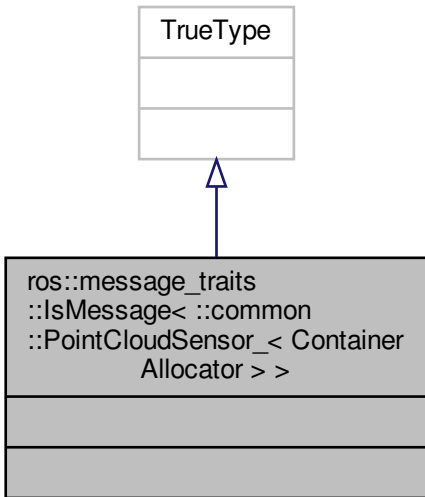 TrueType
ros::message_traits
::IsMessage< ::common
::PointCloudSensor_< Container
Allocator > >